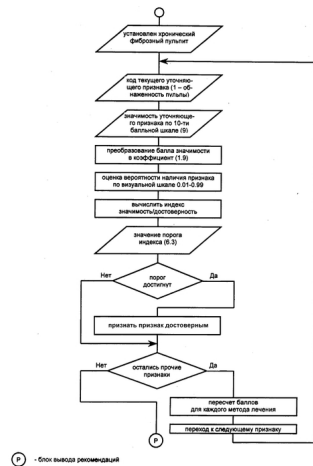 установлен хронический
фиброзный пульпит
код текущего уточняю-
щего признака (1 – об-
наженность пульпы)
значимость уточняюще-
го признака по 10-ти
балльной шкале (9)
преобразование балла значимости
в коэффициент (1.9)
оценка вероятности наличия признака
по визуальной шкале 0.01-0.99
вычислить индекс
значимость/достоверность
значение порога
индекса (6.3)
Нет
порог
достигнут
Да
признать признак достоверным
Нет
остались прочие
признаки
Да
пересчет баллов
для каждого метода лечения
переход к следующему признаку
Р
Р - блок вывода рекомендаций